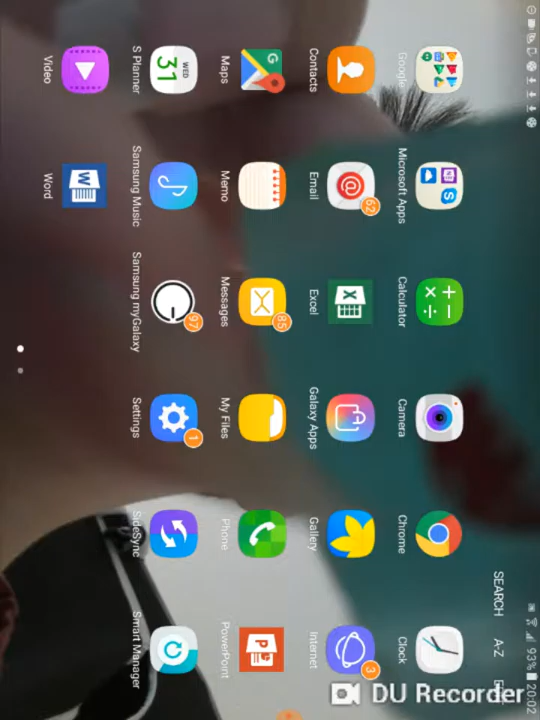 93% 20:02
SEARCH A-Z
Google Microsoft Apps Calculator Camera Chrome Clock
Contacts Email Excel Galaxy Apps Gallery Internet
62
3
Maps Memo Messages My Files Phone PowerPoint
85
S Planner Samsung Music Samsung myGalaxy Settings SideSync Smart Manager
WED
31
97
1
Video Word
DU Recorder